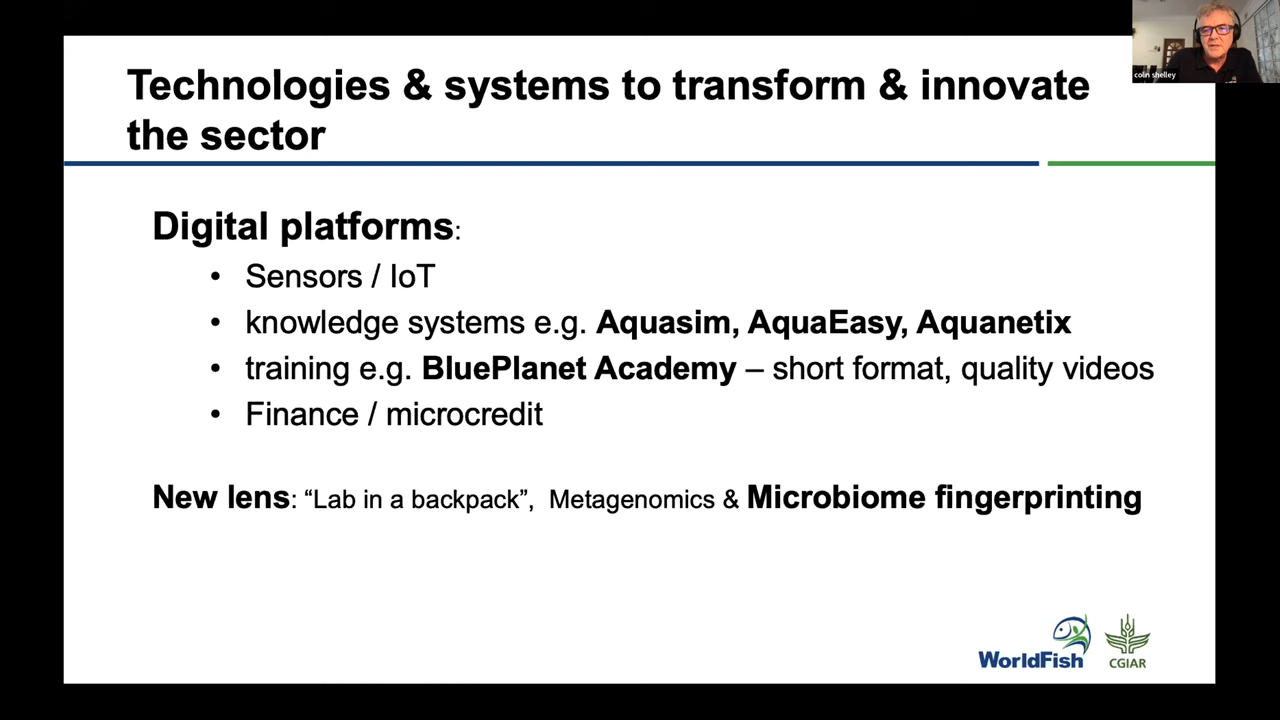 Technologies & systems to transform & innovate
the sector
colin shelley
Digital platforms:
• Sensors / IoT
• knowledge systems e.g. Aquasim, AquaEasy, Aquanetix
• training e.g. BluePlanet Academy – short format, quality videos
• Finance / microcredit
New lens: “Lab in a backpack”, Metagenomics & Microbiome fingerprinting
WorldFish
CGIAR